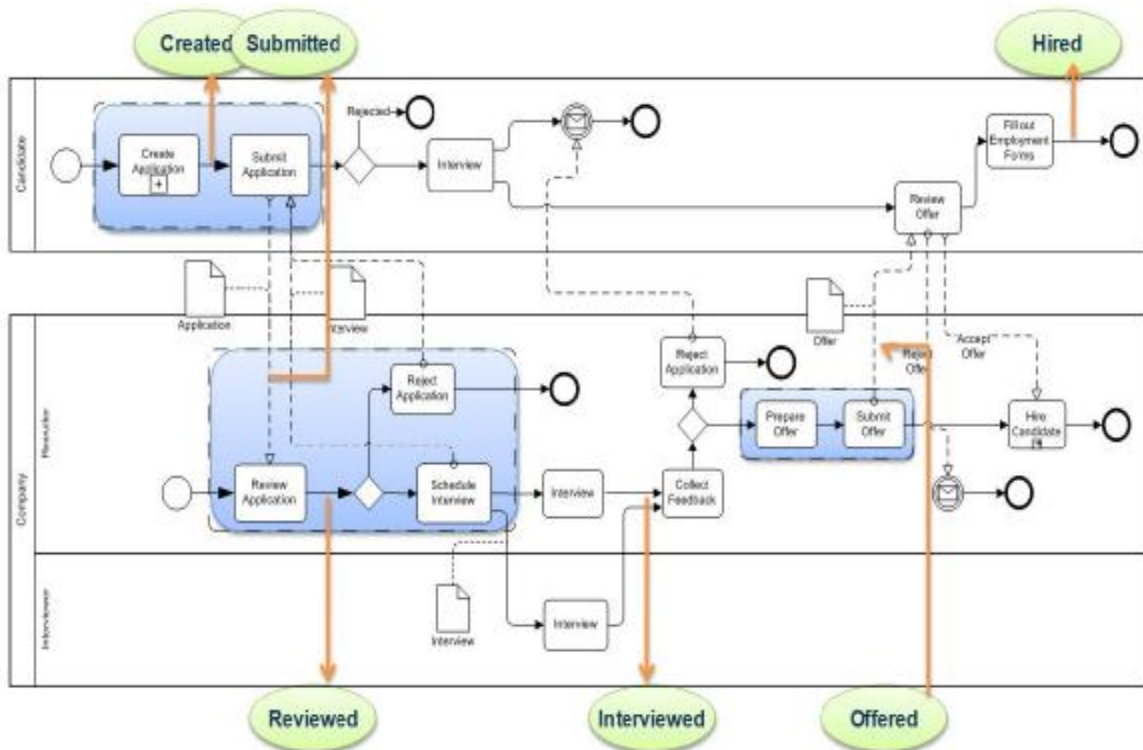 Created
Submitted
Hired
Candidate
Create
Application
Submit
Application
Rejected
Interview
Fill out
Employment
Forms
Review
Offer
Application
Interview
Offer
Reject
Offer
Accept
Offer
Company
Recruiter
Reject
Application
Reject
Application
Prepare
Offer
Submit
Offer
Hire
Candidate
Review
Application
Schedule
Interview
Interview
Collect
Feedback
Interviewer
Interview
Interview
Reviewed
Interviewed
Offered